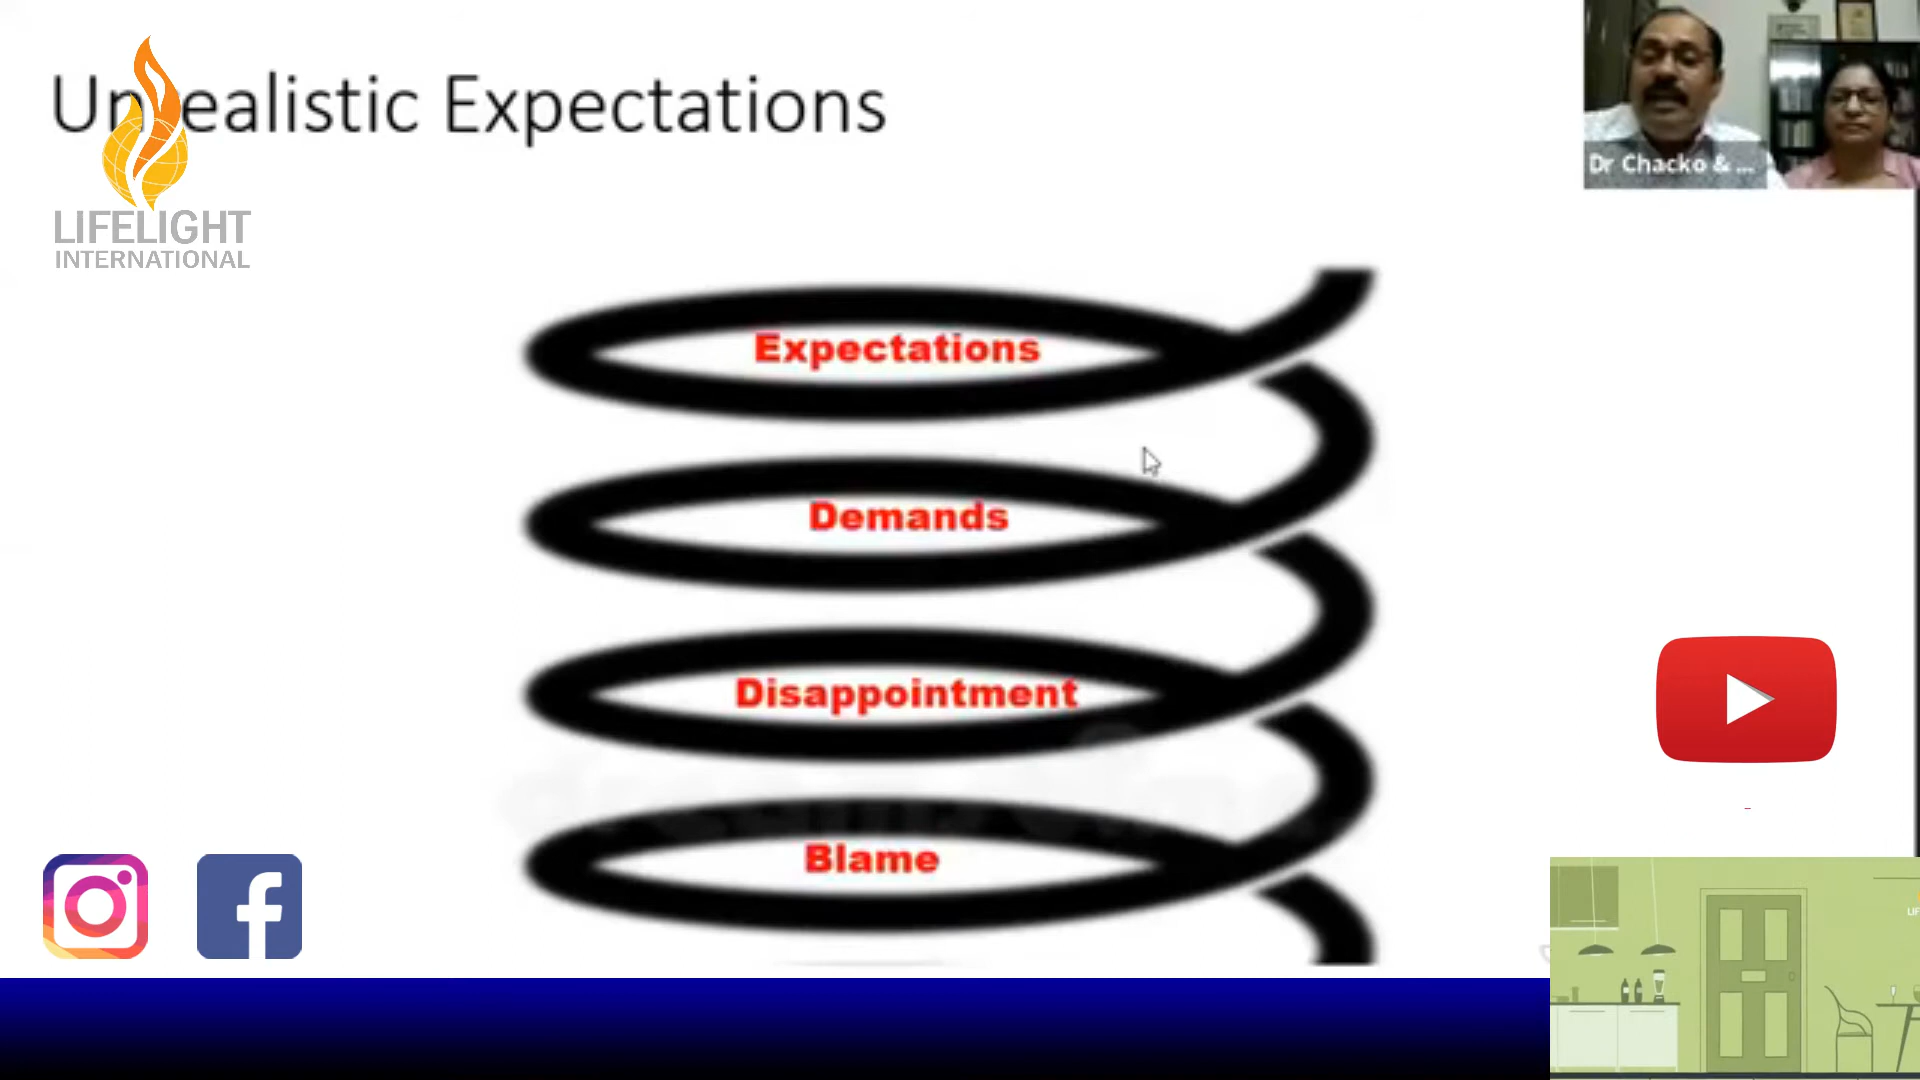 Unrealistic Expectations
LIFELIGHT
INTERNATIONAL
Dr Chacko & ...
Expectations
Demands
Disappointment
Blame